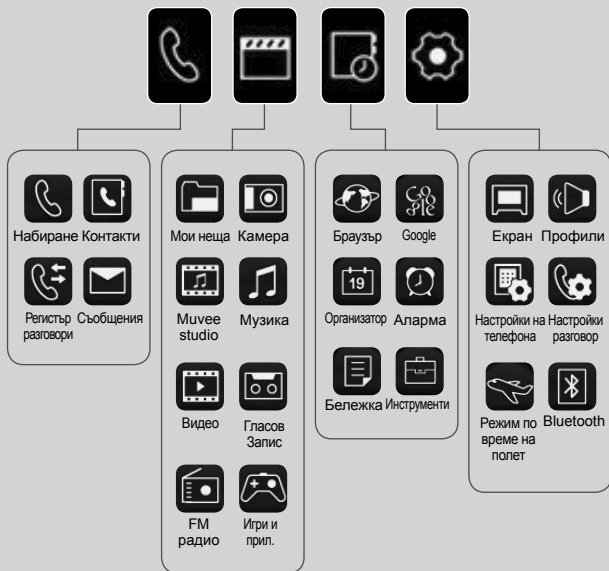 Набиране Контакти
Регистър разговори
Съобщения
Мои неща Камера
Muvee studio
Музика
Видео
Гласов Запис
FM радио
Игри и прил.
Браузър
Google
19
Организатор
Аларма
Бележка
Инструменти
Екран
Профили
Настройки на телефона
Настройки разговор
Режим по време на полет
Bluetooth